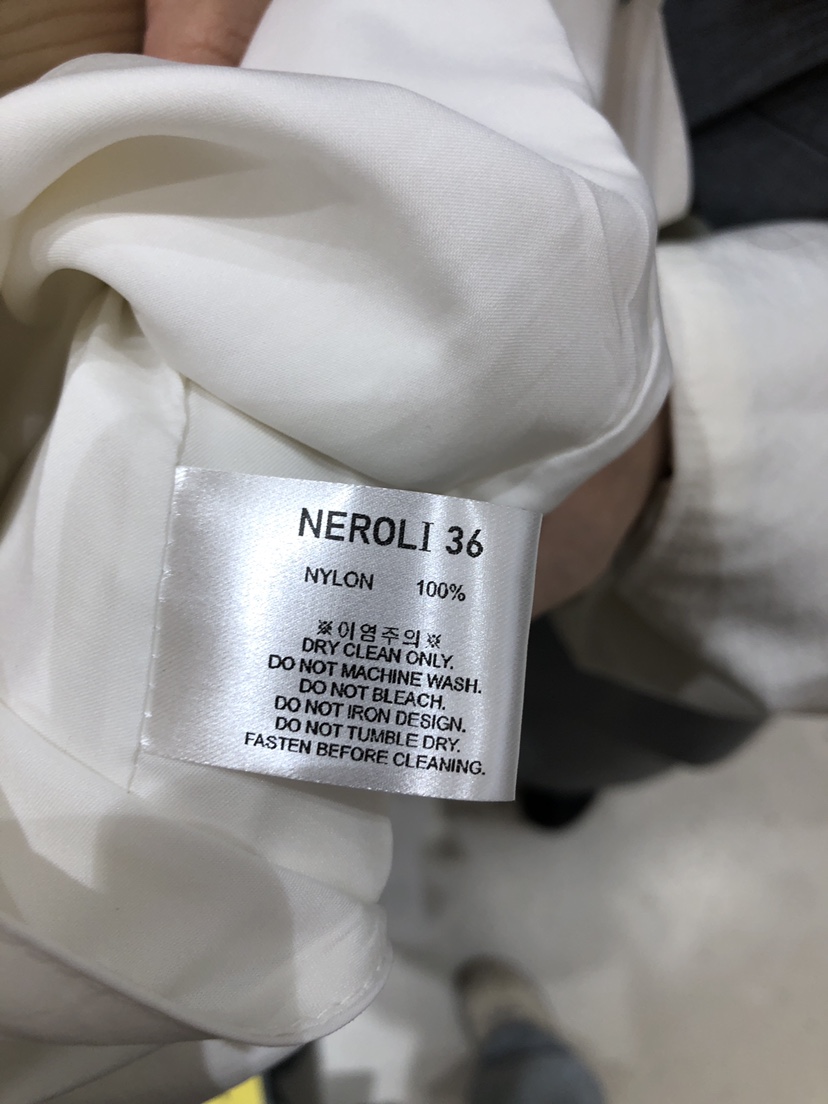 NEROLI 36
NYLON 100%
※이염주의※
DRY CLEAN ONLY.
DO NOT MACHINE WASH.
DO NOT BLEACH.
DO NOT IRON DESIGN.
DO NOT TUMBLE DRY.
FASTEN BEFORE CLEANING.